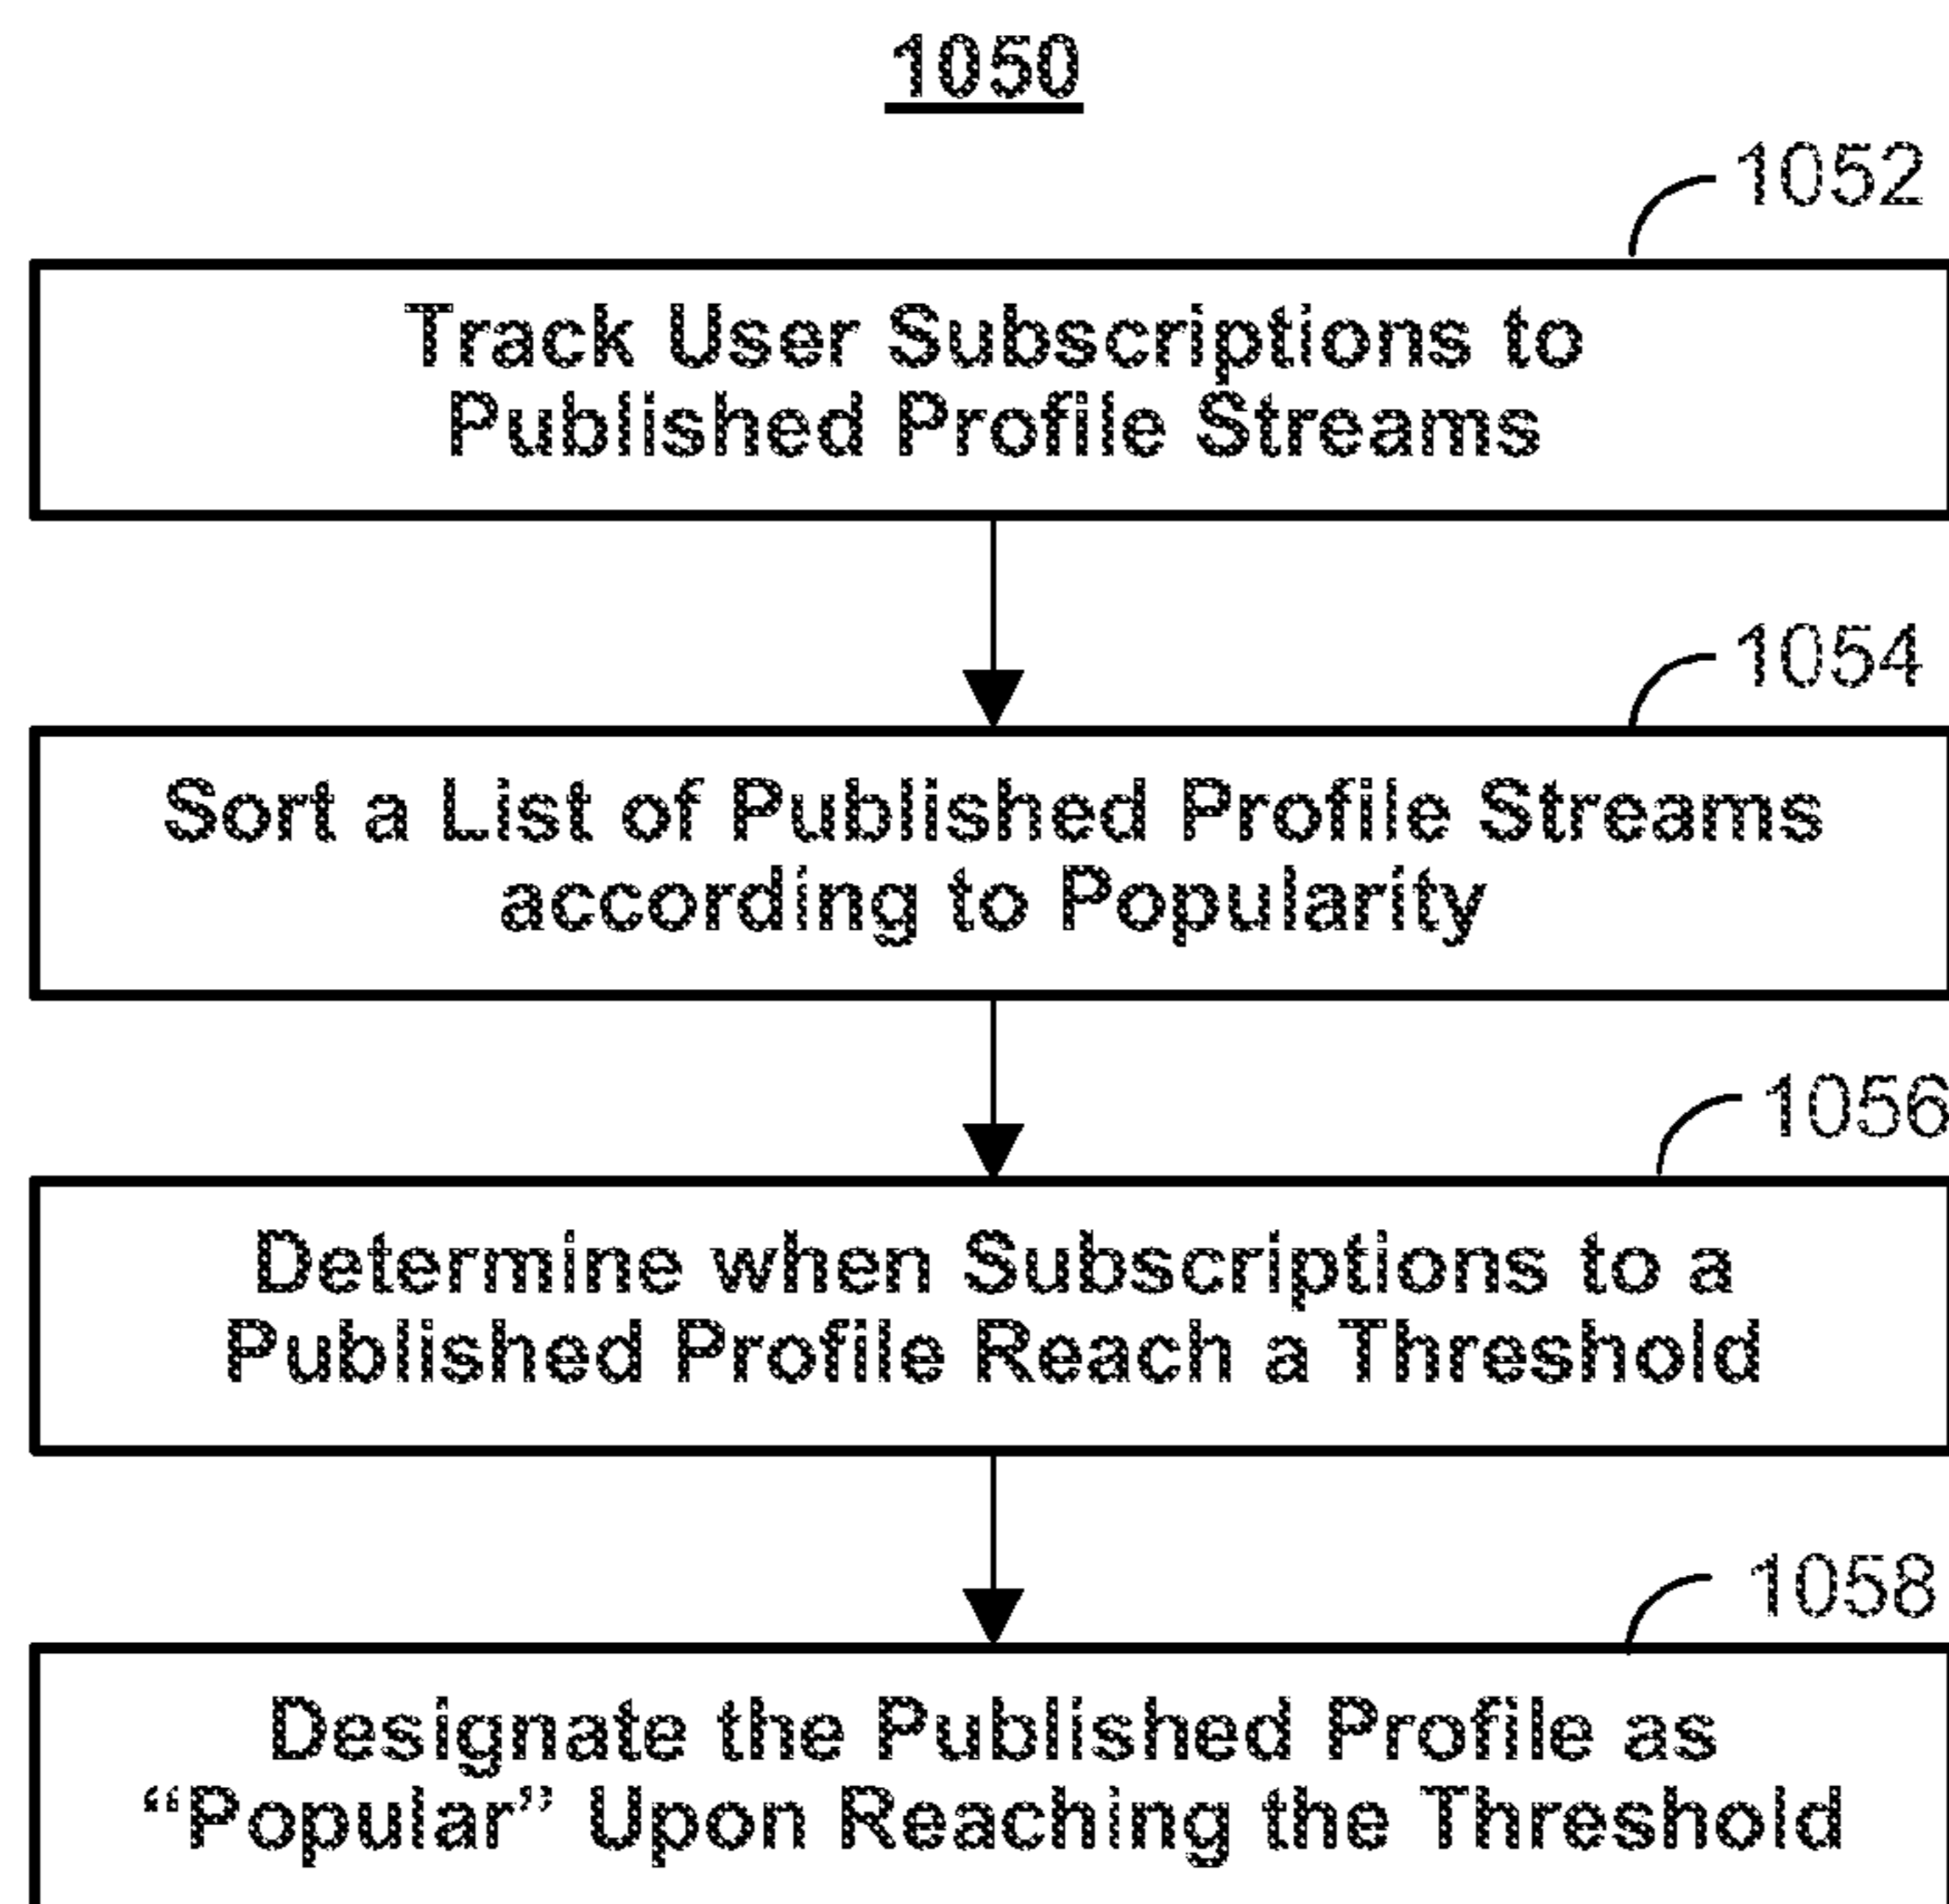 1050
1052
Track User Subscriptions to
Published Profile Streams
1054
Sort a List of Published Profile Streams
according to Popularity
1056
Determine when Subscriptions to a
Published Profile Reach a Threshold
1058
Designate the Published Profile as
“Popular” Upon Reaching the Threshold